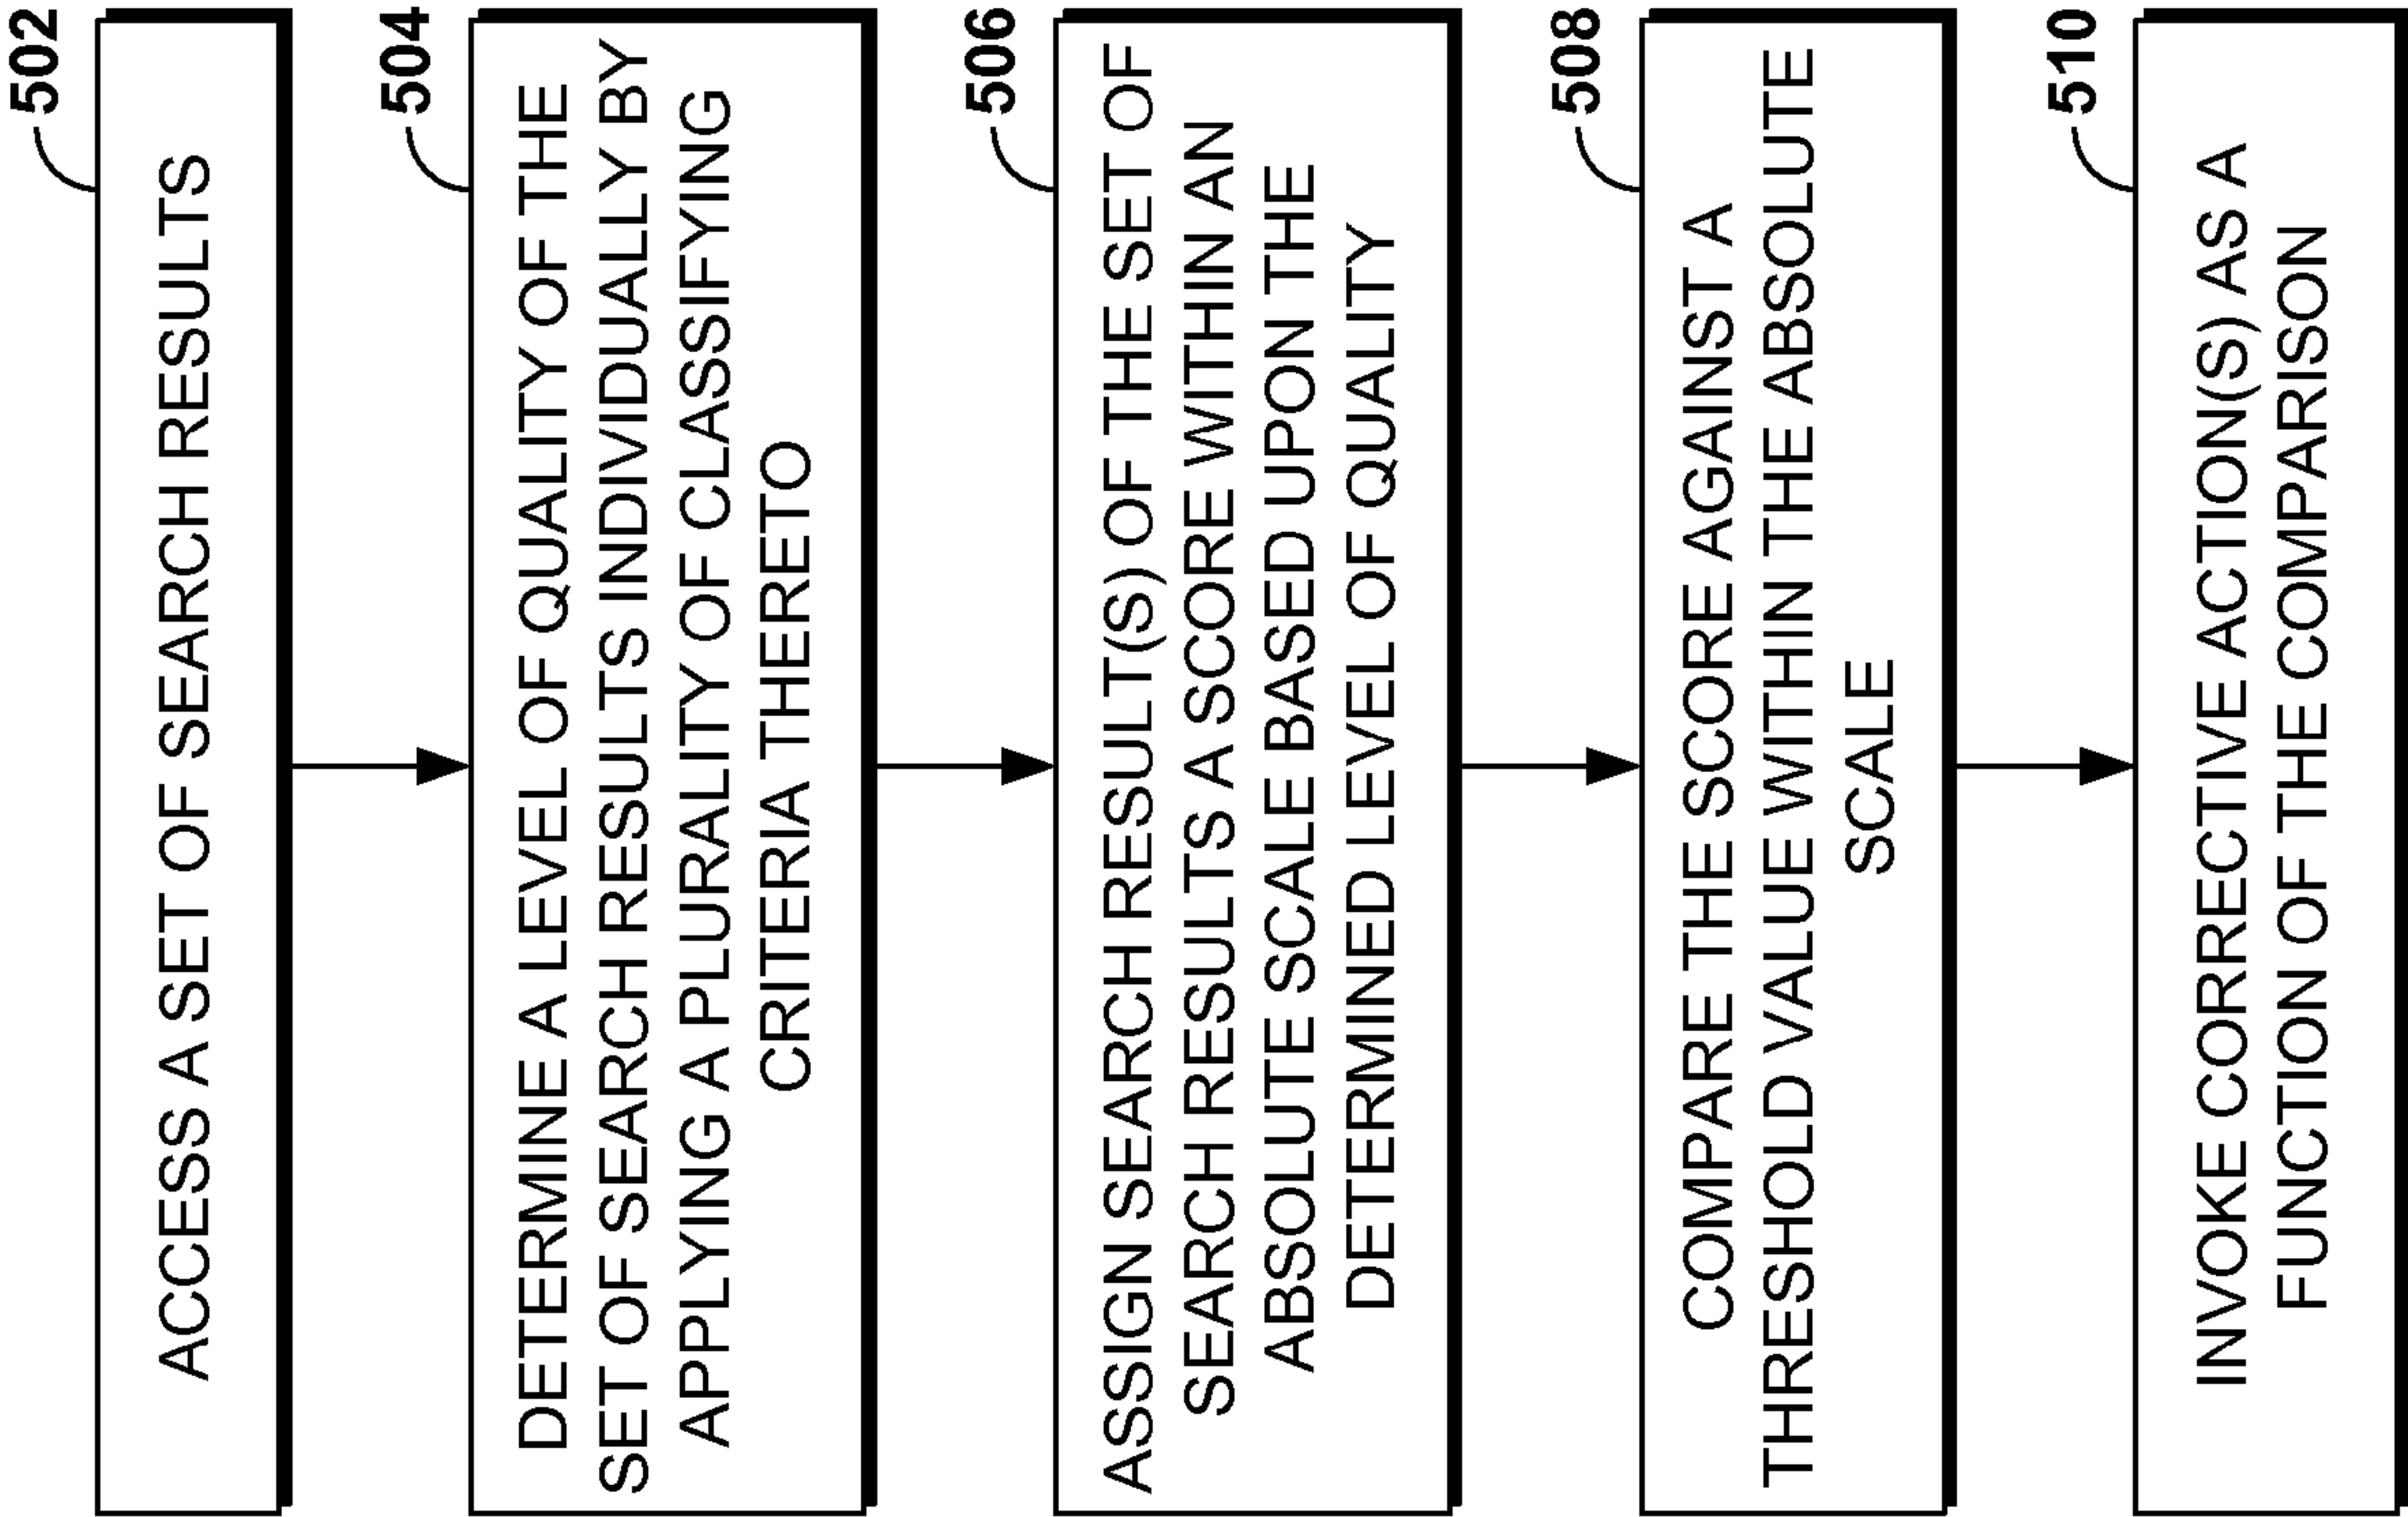 502
ACCESS A SET OF SEARCH RESULTS
504
DETERMINE A LEVEL OF QUALITY OF THE
SET OF SEARCH RESULTS INDIVIDUALLY BY
APPLYING A PLURALITY OF CLASSIFYING
CRITERIA THERETO
506
ASSIGN SEARCH RESULT(S) OF THE SET OF
SEARCH RESULTS A SCORE WITHIN AN
ABSOLUTE SCALE BASED UPON THE
DETERMINED LEVEL OF QUALITY
508
COMPARE THE SCORE AGAINST A
THRESHOLD VALUE WITHIN THE ABSOLUTE
SCALE
510
INVOKE CORRECTIVE ACTION(S) AS A
FUNCTION OF THE COMPARISON